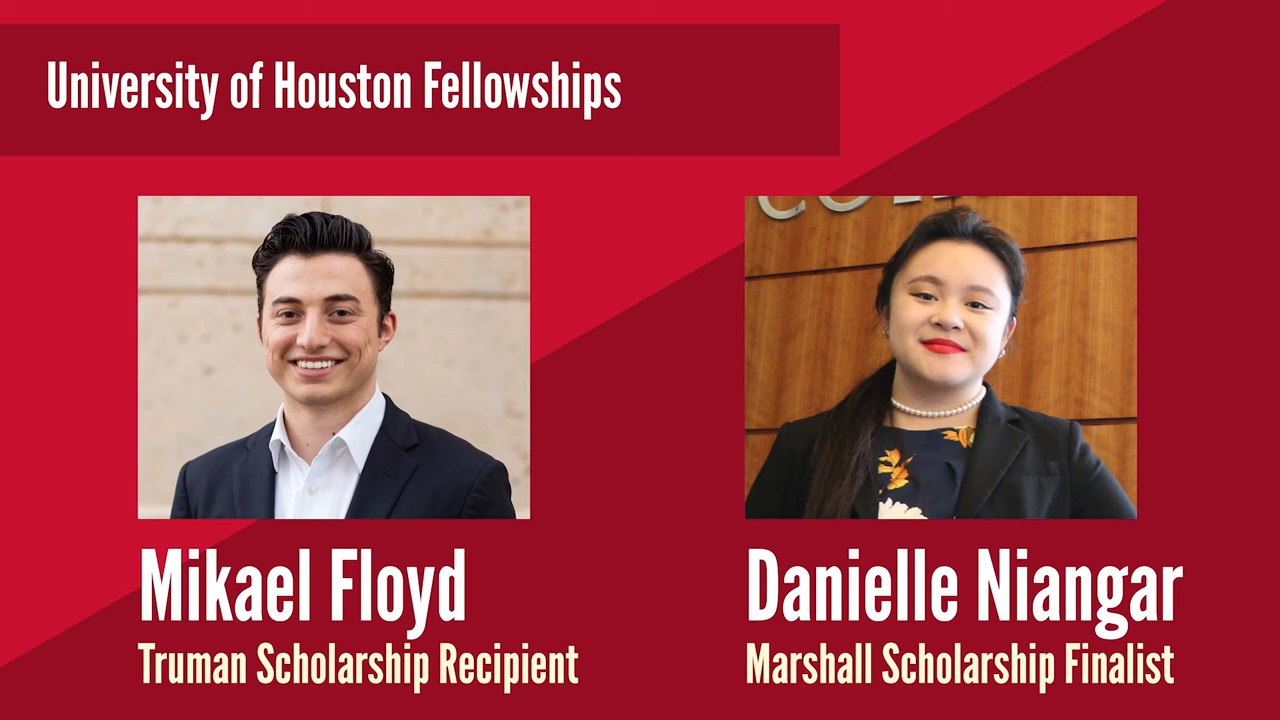 University of Houston Fellowships
Mikael Floyd
Truman Scholarship Recipient
Danielle Niangar
Marshall Scholarship Finalist